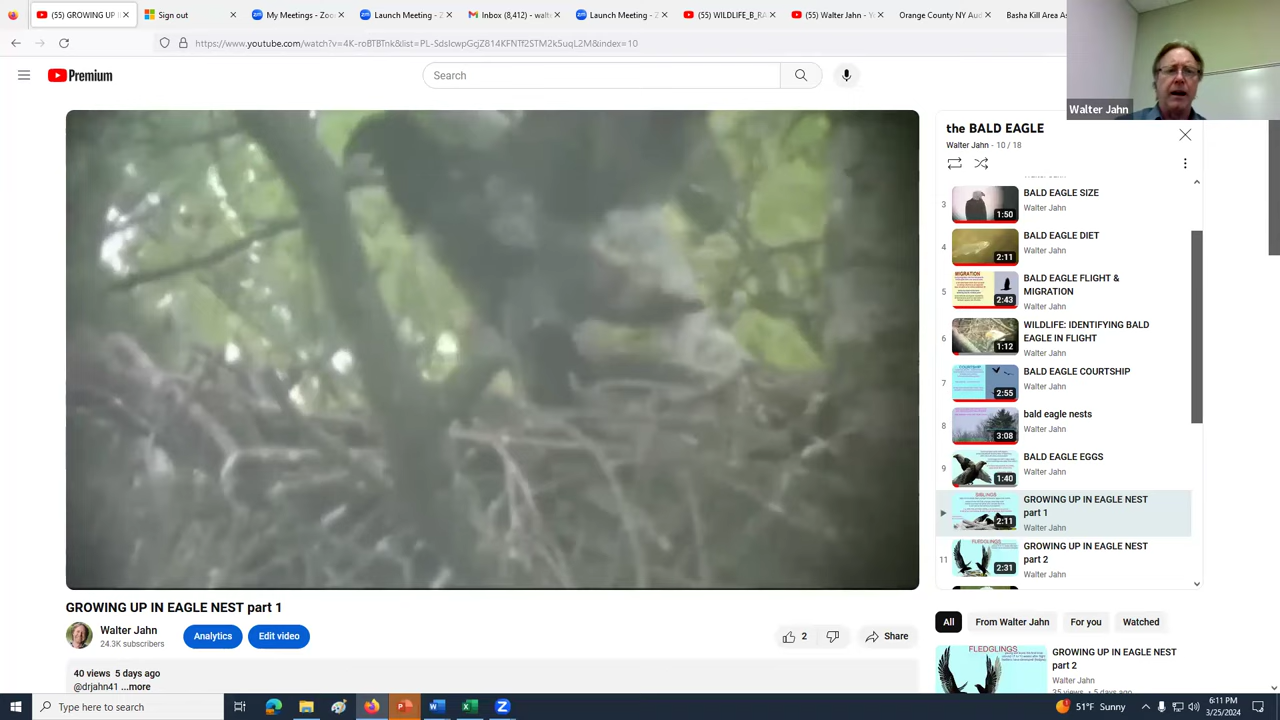 (55) GROWING UP I
Sign out
My Meetings - Zoo
Launch Meeting - Z
Inbox (8,412) - walt
Launch Meeting -
(55) WILD
(55) Walter Jahn - Y
Orange County NY Aud
Basha Kill Area As
https://www.youtube.com/watch?v=4K-roBTBTnk&list=
Premium
Search
Walter Jahn
the BALD EAGLE
Walter Jahn - 10 / 18
3
BALD EAGLE SIZE
Walter Jahn
1:50
4
BALD EAGLE DIET
Walter Jahn
2:11
5
MIGRATION
BALD EAGLE FLIGHT &
MIGRATION
Walter Jahn
2:43
6
WILDLIFE: IDENTIFYING BALD
EAGLE IN FLIGHT
Walter Jahn
1:12
7
COURTSHIP
BALD EAGLE COURTSHIP
Walter Jahn
2:55
8
bald eagle nests
Walter Jahn
3:08
9
BALD EAGLE EGGS
Walter Jahn
1:40
SIBLINGS
GROWING UP IN EAGLE NEST
part 1
Walter Jahn
2:11
11
FLEDGLINGS
GROWING UP IN EAGLE NEST
part 2
Walter Jahn
2:31
GROWING UP IN EAGLE NEST part 1
Walter Jahn
24.3K subscribers
Analytics
Edit video
2
Share
40 views 5 days ago
@drjahn41 ...more
All
From Walter Jahn
For you
Watched
FLEDGLINGS
GROWING UP IN EAGLE NEST
part 2
Walter Jahn
35 views • 5 days ago
Type here to search
51°F Sunny
6:11 PM
3/25/2024